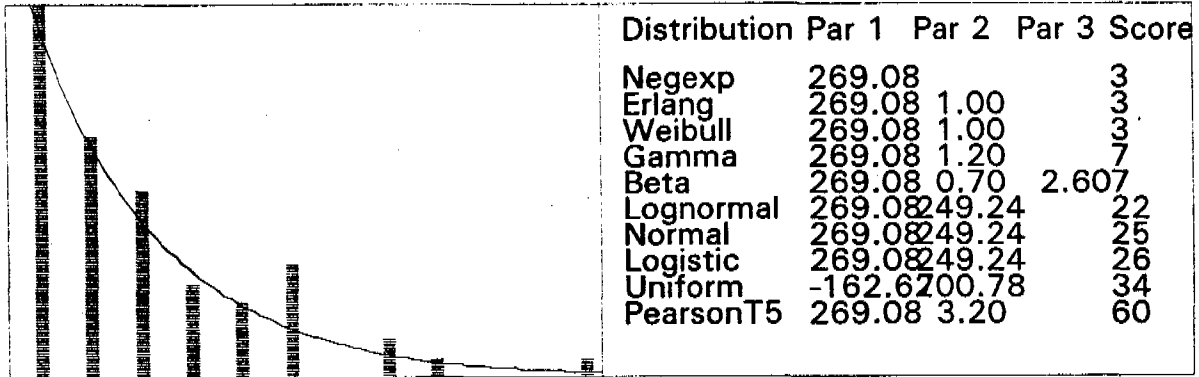 Distribution Par 1 Par 2 Par 3 Score
Negexp 269.08 3
Erlang 269.08 1.00 3
Weibull 269.08 1.00 3
Gamma 269.08 1.20 7
Beta 269.08 0.70 2.607
Lognormal 269.08249.24 22
Normal 269.08249.24 25
Logistic 269.08249.24 26
Uniform -162.62700.78 34
PearsonT5 269.08 3.20 60